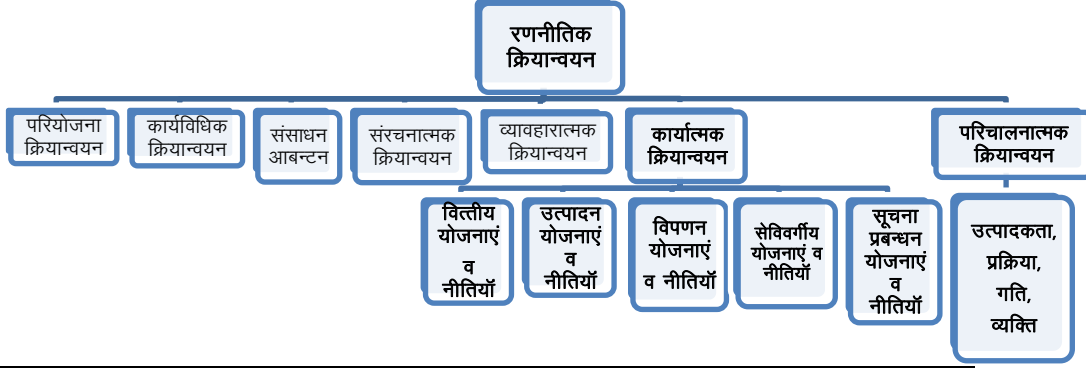 रणनीतिक
क्रियान्वयन
परियोजना
क्रियान्वयन
कार्यविधिक
क्रियान्वयन
संसाधन
आबन्टन
संरचनात्मक
क्रियान्वयन
व्यावहारात्मक
क्रियान्वयन
कार्यात्मक
क्रियान्वयन
परिचालनात्मक
क्रियान्वयन
वित्तीय
योजनाएं
व
नीतियॉ
उत्पादन
योजनाएं
व
नीतियॉ
विपणन
योजनाएं
व नीतियॉ
सेविवर्गीय
योजनाएं व
नीतियॉ
सूचना
प्रबन्धन
योजनाएं
व
नीतियॉ
उत्पादकता,
प्रक्रिया,
गति,
व्यक्ति